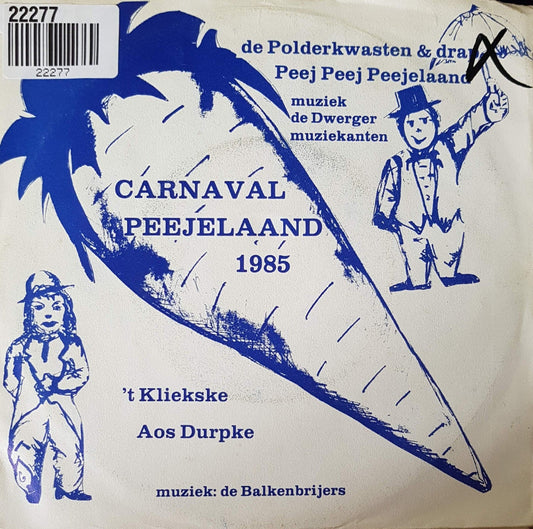 22277
22277
de Polderkwasten &
Peej Peej Peejelaand
muziek
de Dwerger
muziekanten
CARNAVAL
PEEJELAAND
1985
't Kliekske
Aos Durpke
muziek: de Balkenbrijers